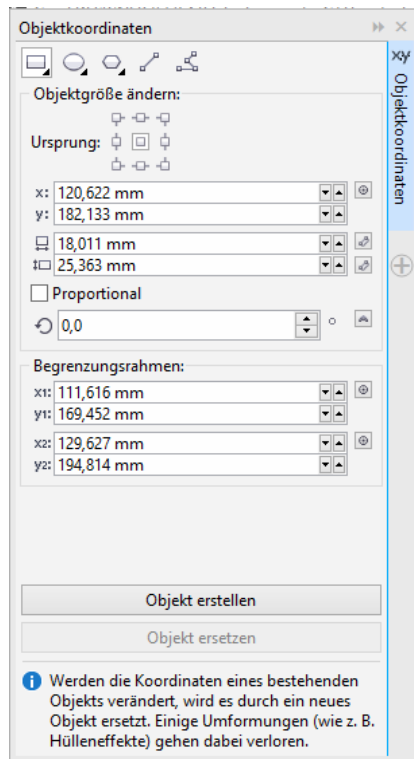 Objektkoordinaten
xy Objektkoordinaten
Objektgröße ändern:
Ursprung:
x: 120,622 mm
y: 182,133 mm
18,011 mm
25,363 mm
Proportional
0,0 °
Begrenzungsrahmen:
x1: 111,616 mm
y1: 169,452 mm
x2: 129,627 mm
y2: 194,814 mm
Objekt erstellen
Objekt ersetzen
Werden die Koordinaten eines bestehenden
Objekts verändert, wird es durch ein neues
Objekt ersetzt. Einige Umformungen (wie z. B.
Hülleneffekte) gehen dabei verloren.